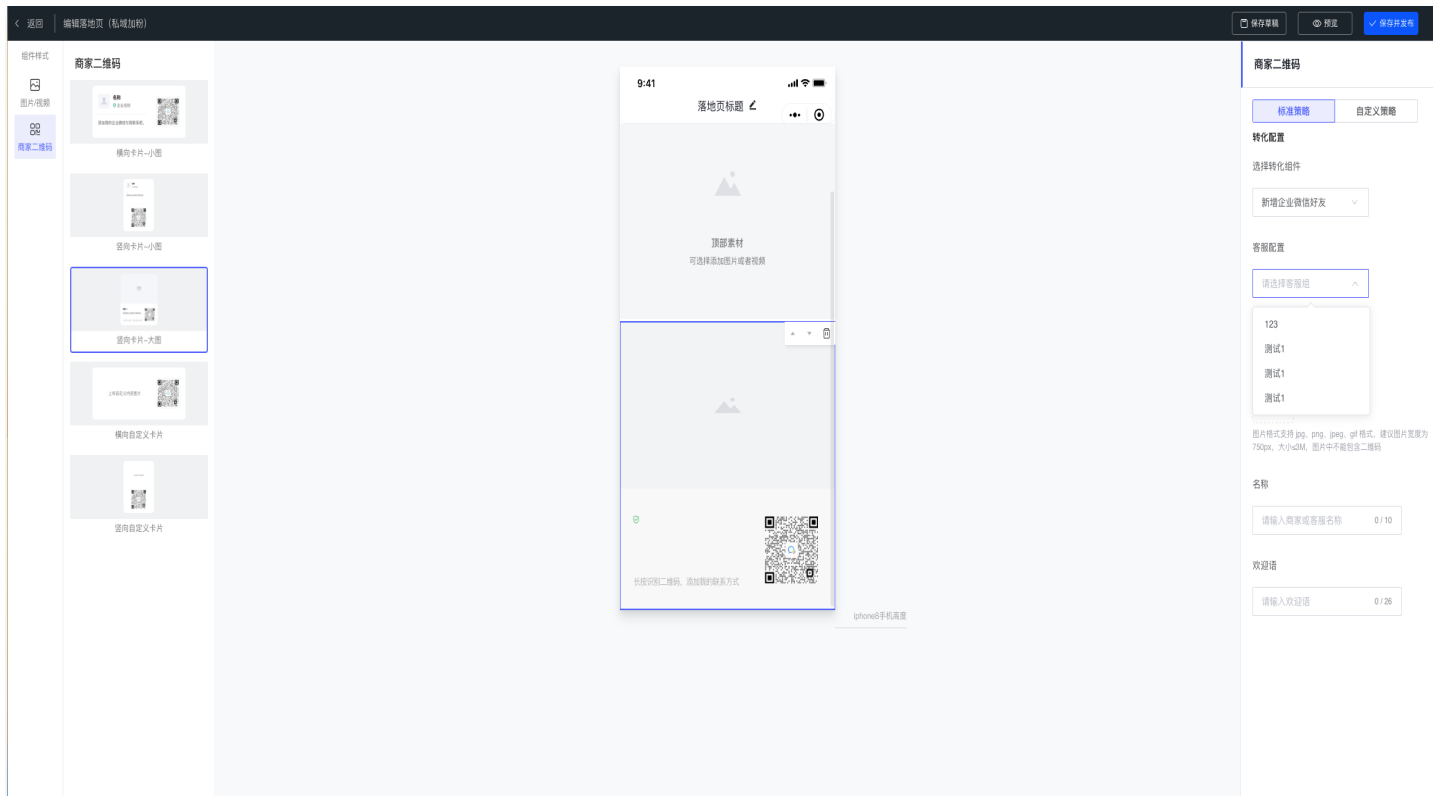 返回
编辑落地页（私域加粉）
保存草稿
预览
保存并发布
组件样式
图片/视频
商家二维码
商家二维码
名称
横向卡片-小图
竖向卡片-小图
竖向卡片-大图
横向自定义卡片
竖向自定义卡片
9:41
落地页标题
顶部素材
可选择添加图片或者视频
长按识别二维码，添加我的联系方式
iphone6手机高度
商家二维码
标准策略
自定义策略
转化配置
选择转化组件
新增企业微信好友
客服配置
请选择客服组
123
测试1
测试1
测试1
图片格式支持 jpg、png、jpeg、gif 格式，建议图片宽度为
750px，大小≤3M，图片中不能包含二维码
名称
请输入商家或客服名称 0 / 10
欢迎语
请输入欢迎语 0 / 26